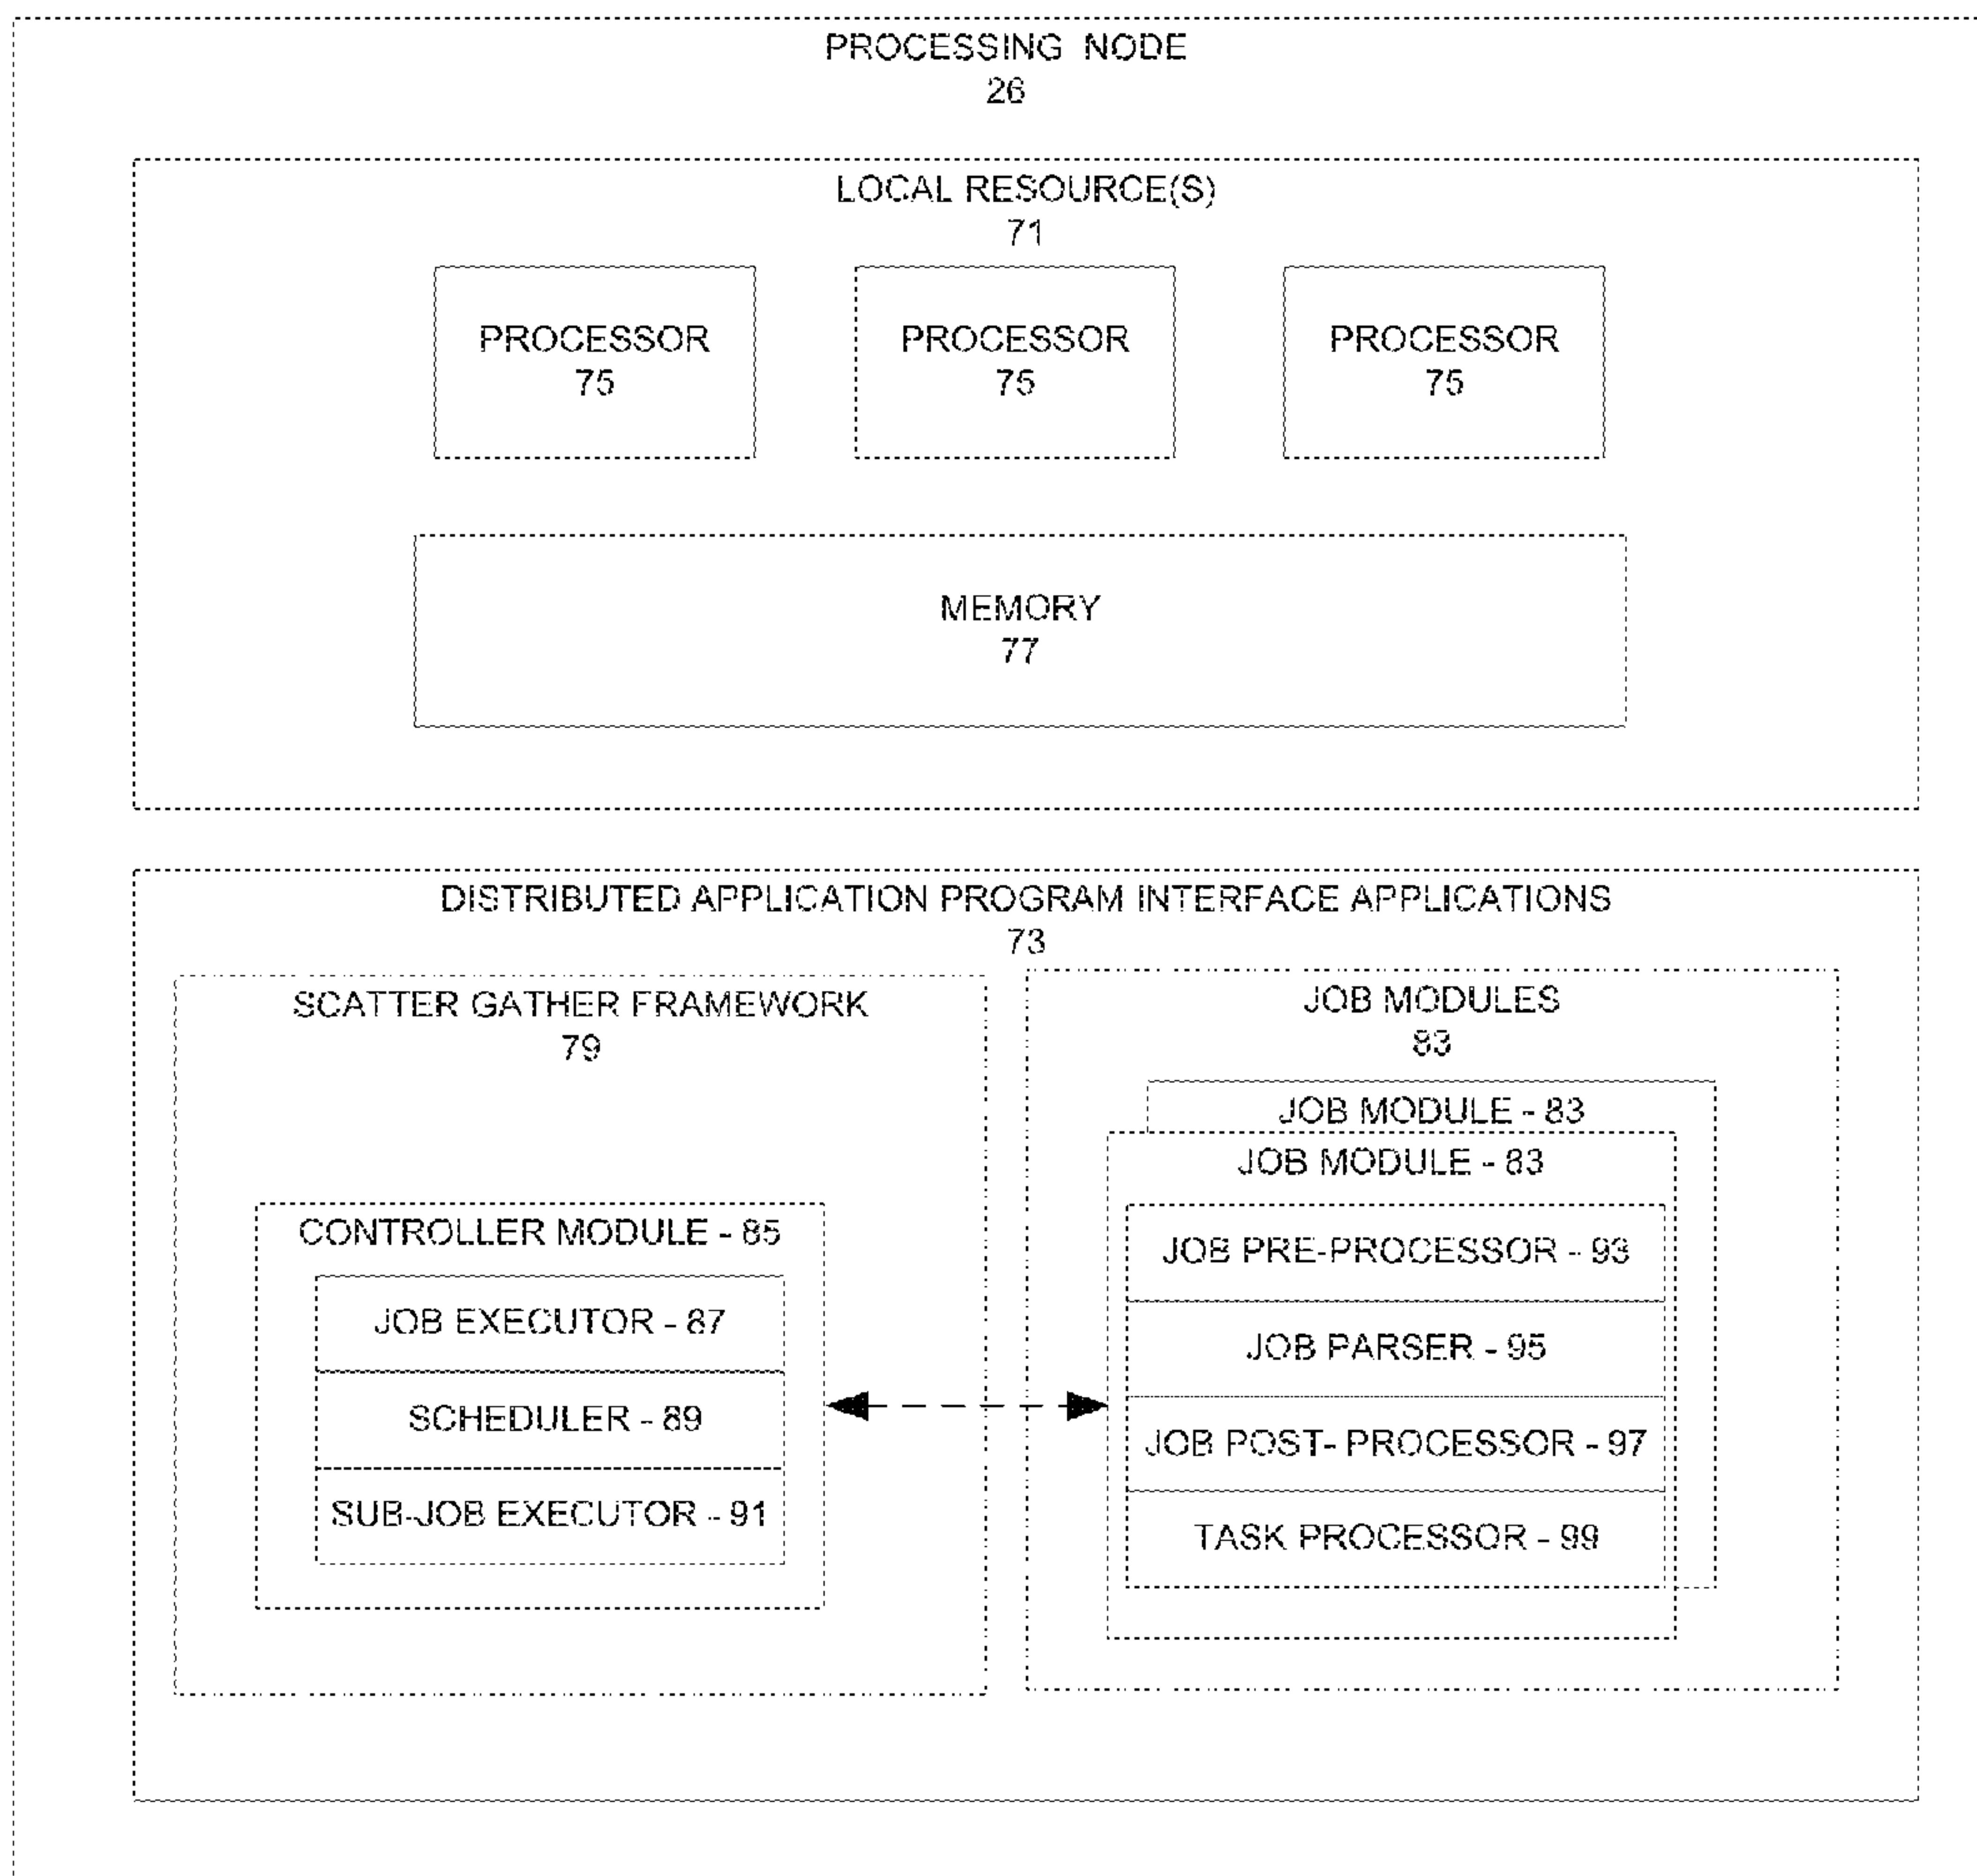 PROCESSING NODE
26
LOCAL RESOURCE(S)
71
PROCESSOR
75
PROCESSOR
75
PROCESSOR
75
MEMORY
77
DISTRIBUTED APPLICATION PROGRAM INTERFACE APPLICATIONS
73
SCATTER GATHER FRAMEWORK
79
CONTROLLER MODULE - 85
JOB EXECUTOR - 87
SCHEDULER - 89
SUB-JOB EXECUTOR - 91
JOB MODULES
83
JOB MODULE - 83
JOB MODULE - 83
JOB PRE-PROCESSOR - 93
JOB PARSER - 95
JOB POST- PROCESSOR - 97
TASK PROCESSOR - 99